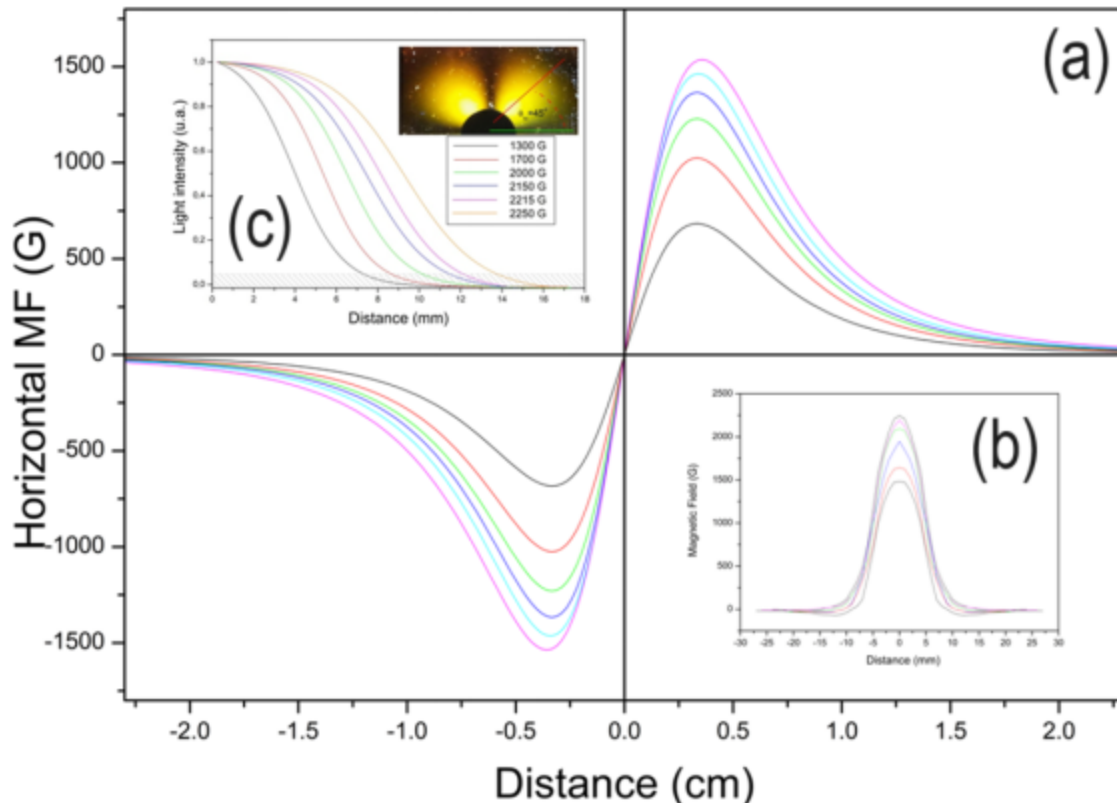 (a)
Horizontal MF (G)
1500
1000
500
0
-500
-1000
-1500
-2.0 -1.5 -1.0 -0.5 0.0 0.5 1.0 1.5 2.0
Distance (cm)
(c)
Light intensity (u.a.)
1,0
0,8
0,6
0,4
0,2
0,0
0 2 4 6 8 10 12 14 16 18
Distance (mm)
=45°
1300 G
1700 G
2000 G
2150 G
2215 G
2250 G
(b)
Magnetic Field (G)
2500
2250
2000
1500
1000
500
0
-30 -25 -20 -15 -10 -5 0 5 10 15 20 25 30
Distance (mm)